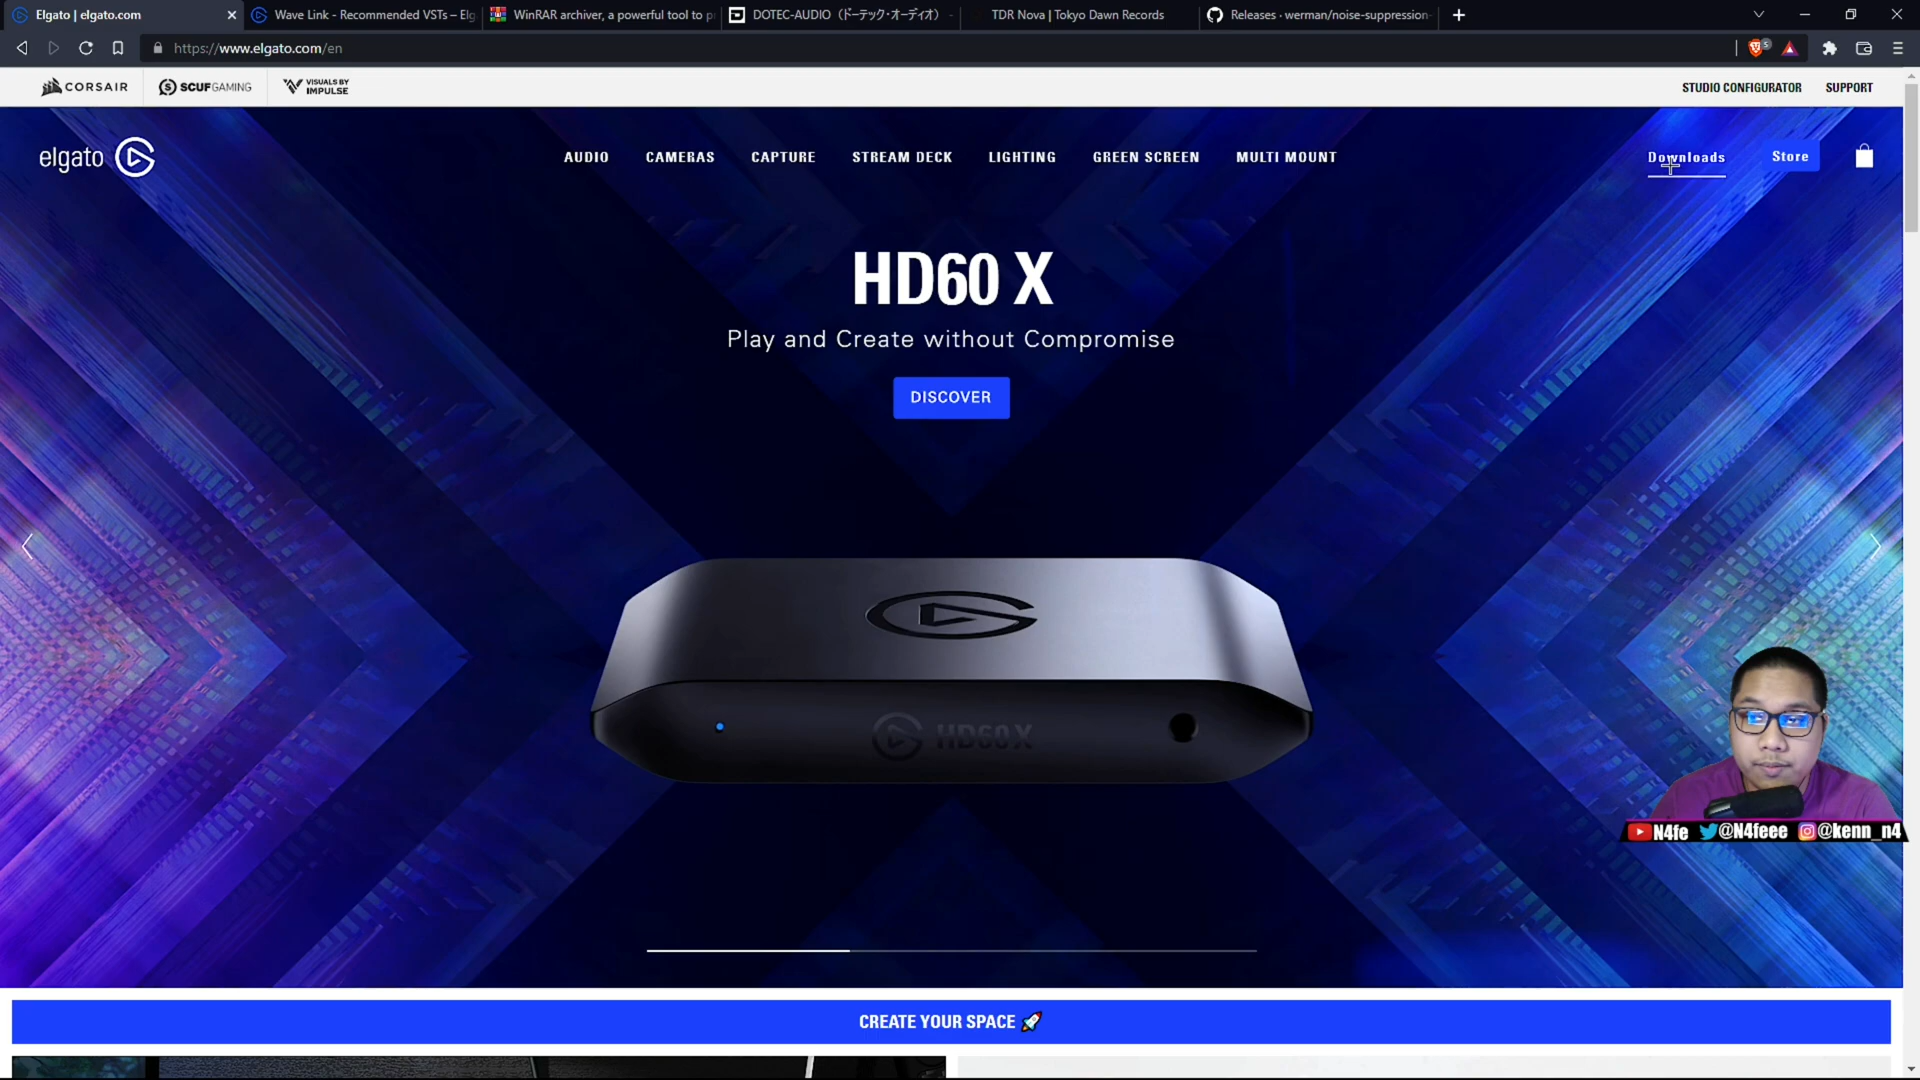 Elgato | elgato.com
Wave Link - Recommended VSTs – Elg
WinRAR archiver, a powerful tool to p
DOTEC-AUDIO（ドーテック・オーディオ） -
TDR Nova | Tokyo Dawn Records
Releases · werman/noise-suppression-
https://www.elgato.com/en
5
CORSAIR
SCUFGAMING
VISUALS BY
IMPULSE
STUDIO CONFIGURATOR
SUPPORT
elgato
AUDIO
CAMERAS
CAPTURE
STREAM DECK
LIGHTING
GREEN SCREEN
MULTI MOUNT
Downloads
Store
HD60 X
Play and Create without Compromise
DISCOVER
HD60 X
N4fe @N4feee @kenn_n4
CREATE YOUR SPACE 🚀